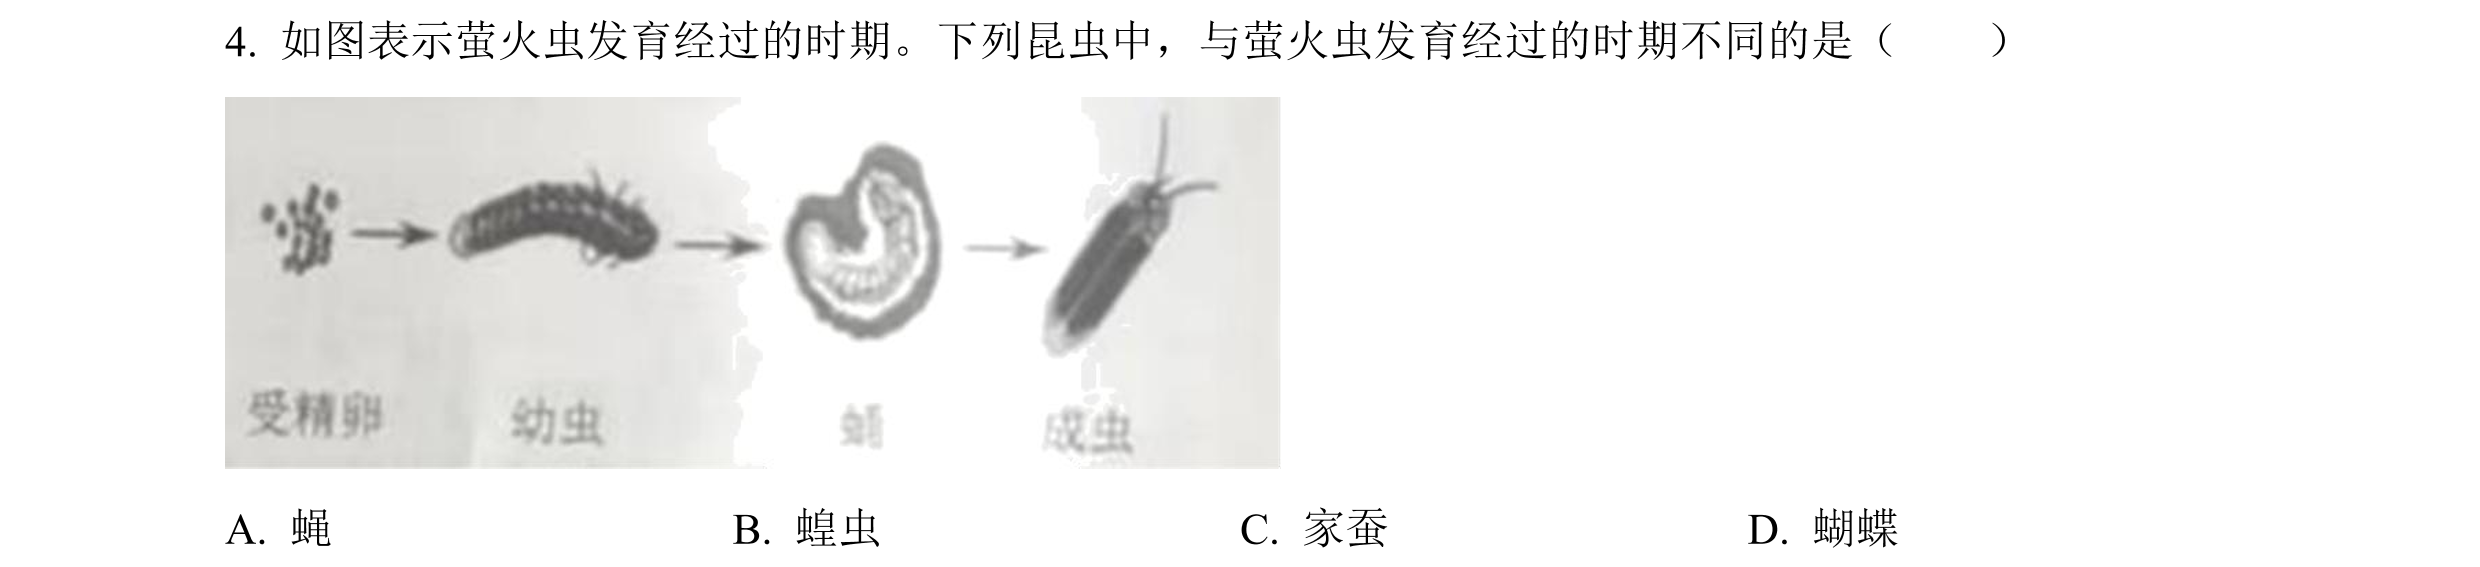 4. 如图表示萤火虫发育经过的时期。下列昆虫中，与萤火虫发育经过的时期不同的是（　　）
受精卵 幼虫 蛹 成虫
A. 蝇 B. 蝗虫 C. 家蚕 D. 蝴蝶